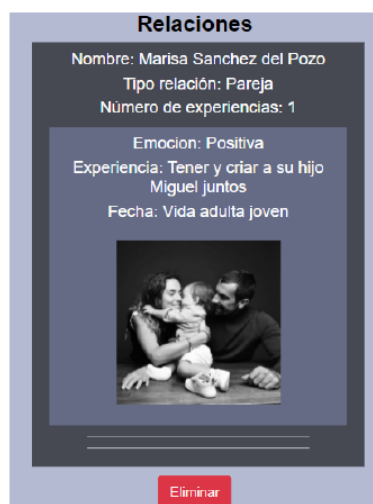 Relaciones
Nombre: Marisa Sanchez del Pozo
Tipo relación: Pareja
Número de experiencias: 1
Emocion: Positiva
Experiencia: Tener y criar a su hijo
Miguel juntos
Fecha: Vida adulta joven
Eliminar